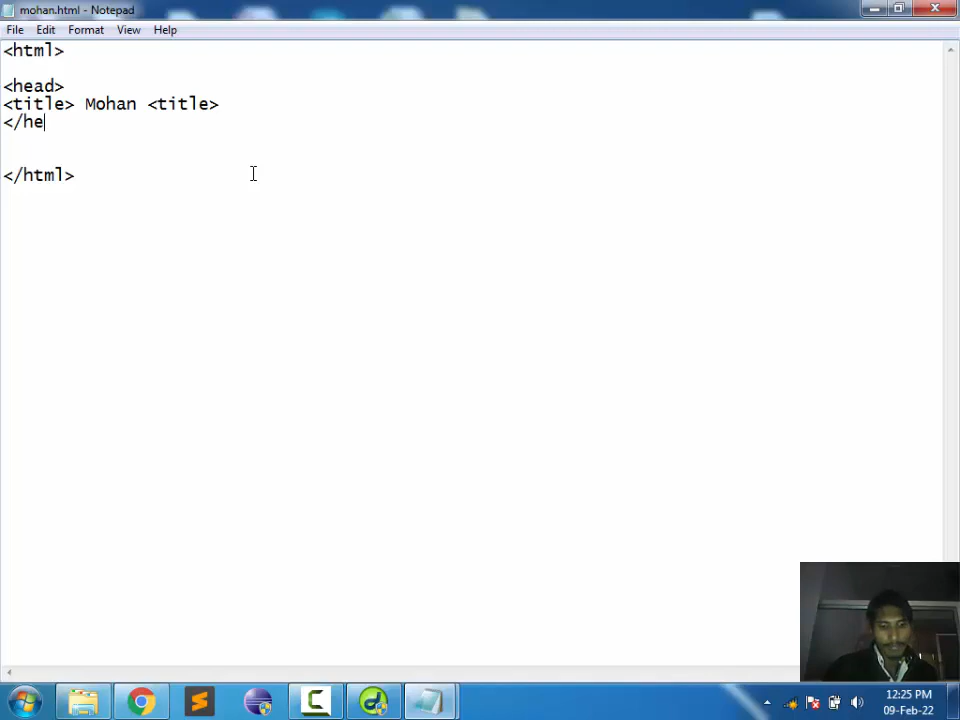 mohan.html - Notepad
File Edit Format View Help
<html>
<head>
<title> Mohan <title>
</he
</html>
12:25 PM
09-Feb-22